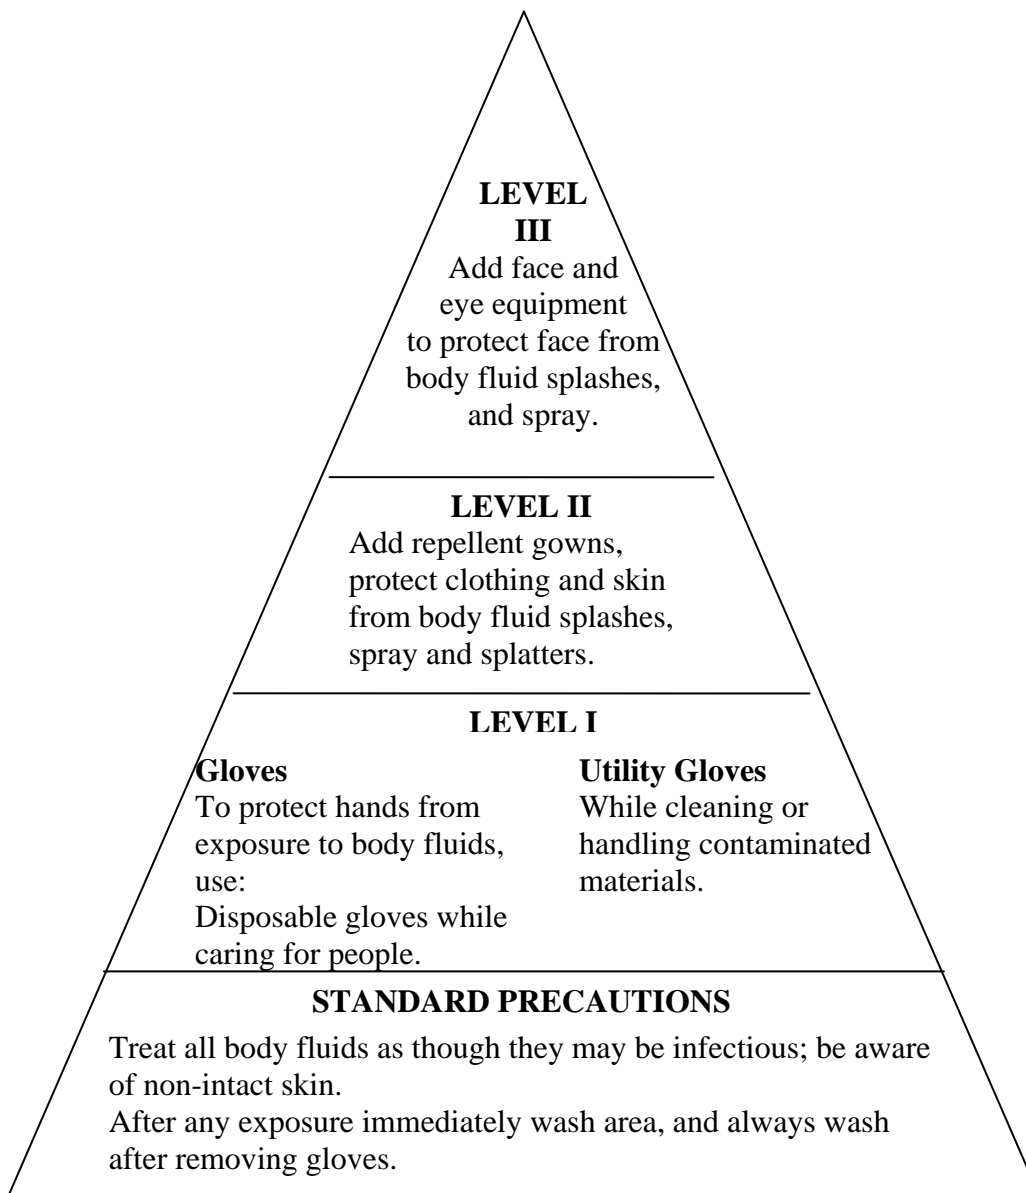 LEVEL
III
Add face and
eye equipment
to protect face from
body fluid splashes,
and spray.
LEVEL II
Add repellent gowns,
protect clothing and skin
from body fluid splashes,
spray and splatters.
LEVEL I
Gloves
To protect hands from
exposure to body fluids,
use:
Disposable gloves while
caring for people.
Utility Gloves
While cleaning or
handling contaminated
materials.
STANDARD PRECAUTIONS
Treat all body fluids as though they may be infectious; be aware
of non-intact skin.
After any exposure immediately wash area, and always wash
after removing gloves.